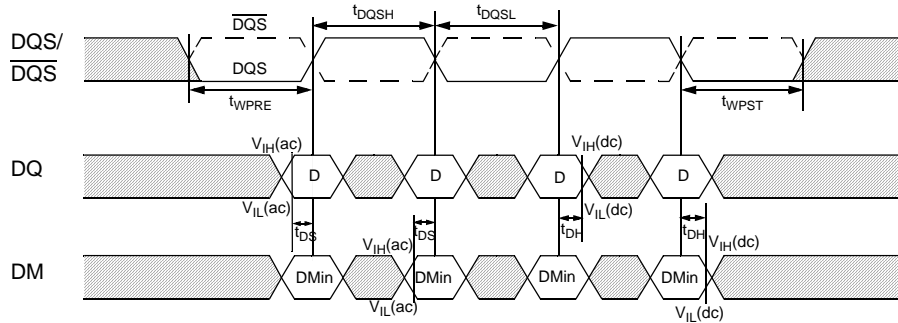 DQS/
DQS
DQS
DQS
tDQSH
tDQSL
tWPRE
tWPST
DQ
VIH(ac)
VIL(ac)
D
D
D
D
VIH(dc)
VIL(dc)
tDS
tDS
tDH
tDH
DM
VIH(ac)
VIL(ac)
DMin
DMin
DMin
DMin
VIH(dc)
VIL(dc)